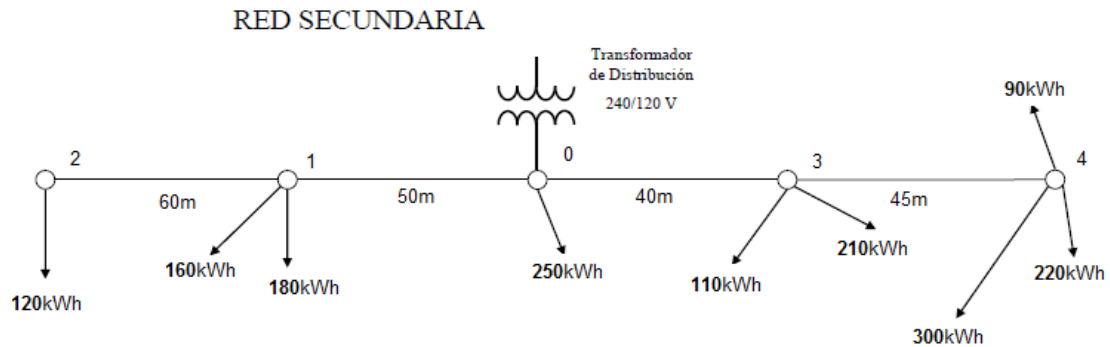 RED SECUNDARIA
Transformador
de Distribución
240/120 V
90kWh
2
1
0
3
4
60m
50m
40m
45m
120kWh
160kWh
180kWh
250kWh
110kWh
210kWh
220kWh
300kWh